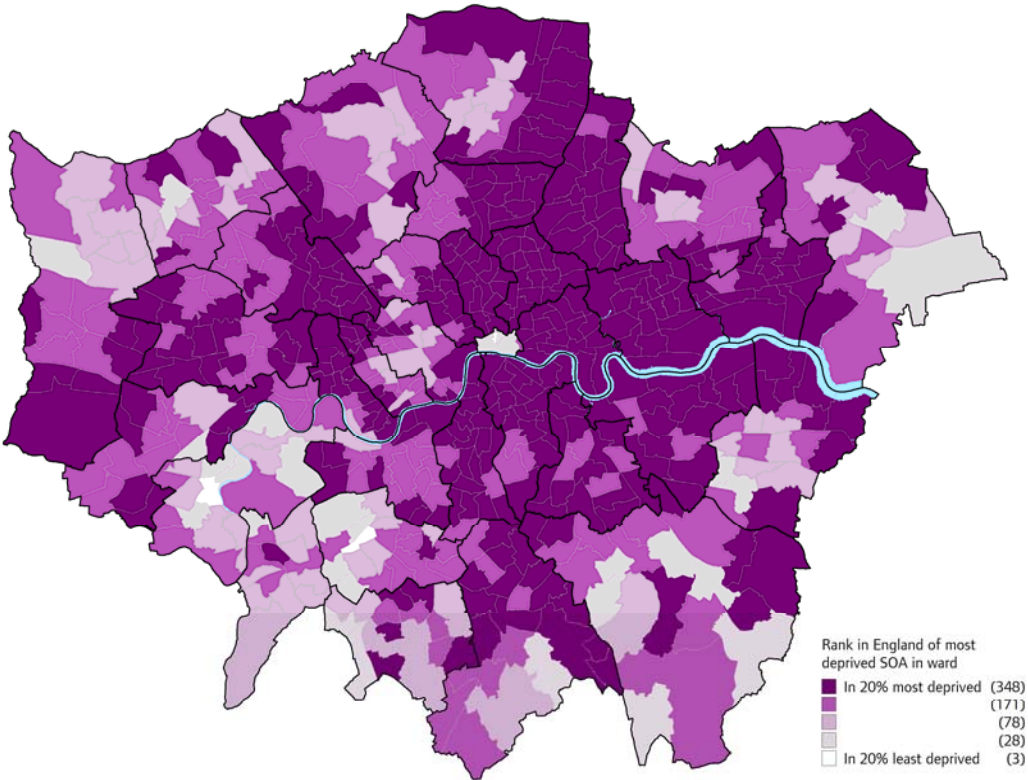 Rank in England of most
deprived SOA in ward
In 20% most deprived (348)
(171)
(78)
(28)
In 20% least deprived (3)